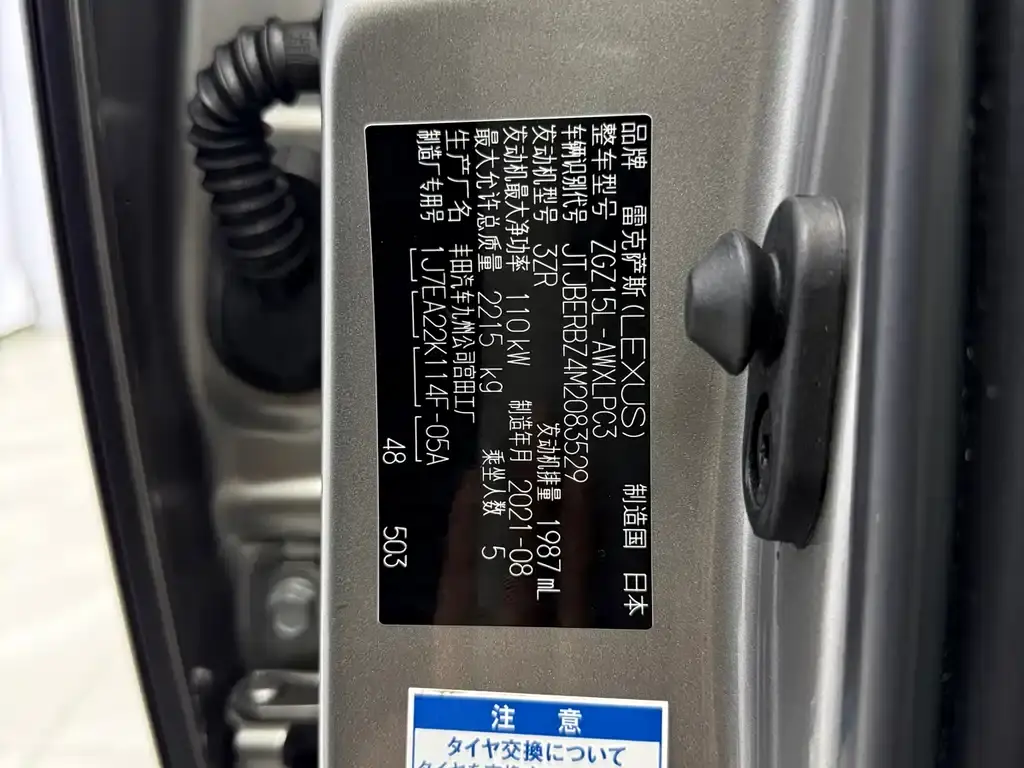 品牌 雷克萨斯(LEXUS) 制造国 日本
整车型号 ZGZ15L-AWXLPC3
车辆识别代号 JTJBERBZ4M2083529
发动机型号 3ZR 发动机排量 1987 mL
发动机最大净功率 110 kW 制造年月 2021-08
最大允许总质量 2215 kg 乘坐人数 5
生产厂名 丰田汽车九州公司宫田工厂
制造厂专用号 1J7EA22K114F-05A
48 503
注 意
タイヤ交換について